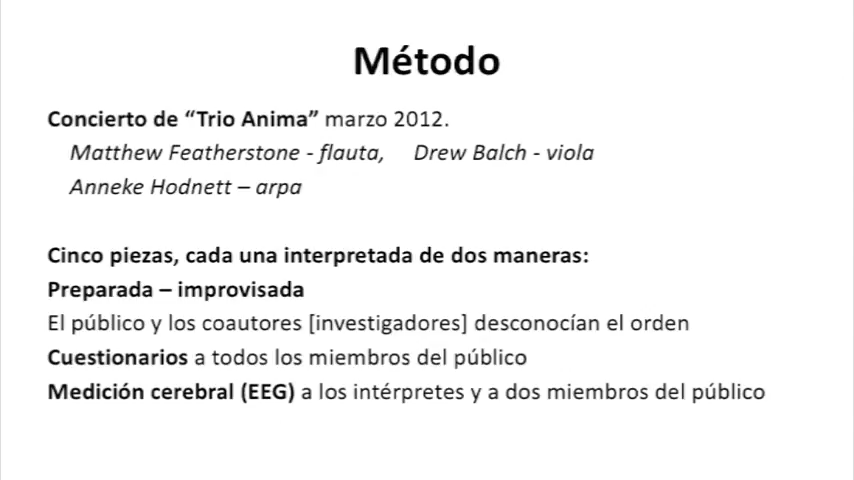 Método
Concierto de “Trio Anima” marzo 2012.
Matthew Featherstone - flauta, Drew Balch - viola
Anneke Hodnett – arpa
Cinco piezas, cada una interpretada de dos maneras:
Preparada – improvisada
El público y los coautores [investigadores] desconocían el orden
Cuestionarios a todos los miembros del público
Medición cerebral (EEG) a los intérpretes y a dos miembros del público